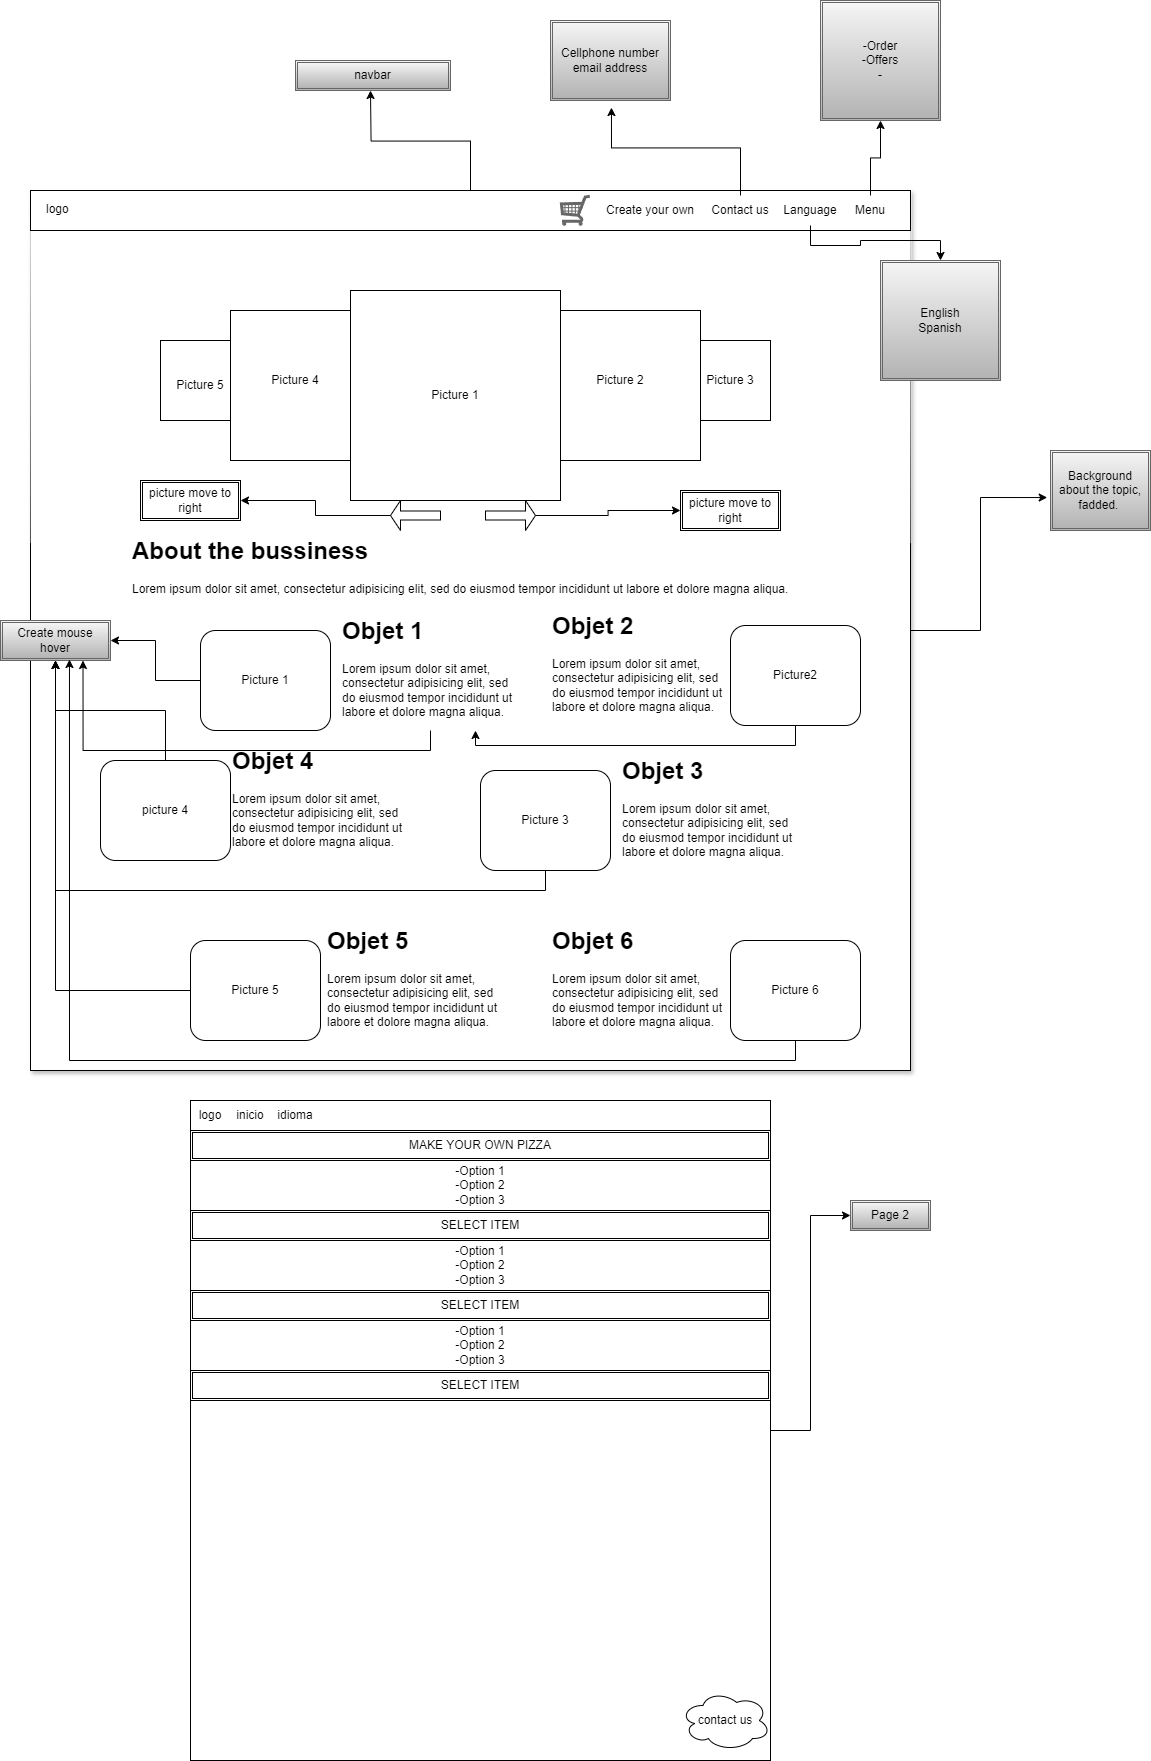 -Order
-Offers
-
Cellphone number
email address
navbar
logo
Create your own
Contact us
Language
Menu
English
Spanish
Picture 5
Picture 4
Picture 1
Picture 2
Picture 3
picture move to
right
picture move to
right
Background
about the topic,
fadded.
About the bussiness
Lorem ipsum dolor sit amet, consectetur adipisicing elit, sed do eiusmod tempor incididunt ut labore et dolore magna aliqua.
Create mouse
hover
Picture 1
Objet 1
Lorem ipsum dolor sit amet,
consectetur adipisicing elit, sed
do eiusmod tempor incididunt ut
labore et dolore magna aliqua.
Objet 2
Lorem ipsum dolor sit amet,
consectetur adipisicing elit, sed
do eiusmod tempor incididunt ut
labore et dolore magna aliqua.
Picture2
picture 4
Objet 4
Lorem ipsum dolor sit amet,
consectetur adipisicing elit, sed
do eiusmod tempor incididunt ut
labore et dolore magna aliqua.
Picture 3
Objet 3
Lorem ipsum dolor sit amet,
consectetur adipisicing elit, sed
do eiusmod tempor incididunt ut
labore et dolore magna aliqua.
Picture 5
Objet 5
Lorem ipsum dolor sit amet,
consectetur adipisicing elit, sed
do eiusmod tempor incididunt ut
labore et dolore magna aliqua.
Objet 6
Lorem ipsum dolor sit amet,
consectetur adipisicing elit, sed
do eiusmod tempor incididunt ut
labore et dolore magna aliqua.
Picture 6
logo
inicio
idioma
MAKE YOUR OWN PIZZA
-Option 1
-Option 2
-Option 3
SELECT ITEM
-Option 1
-Option 2
-Option 3
SELECT ITEM
-Option 1
-Option 2
-Option 3
SELECT ITEM
Page 2
contact us